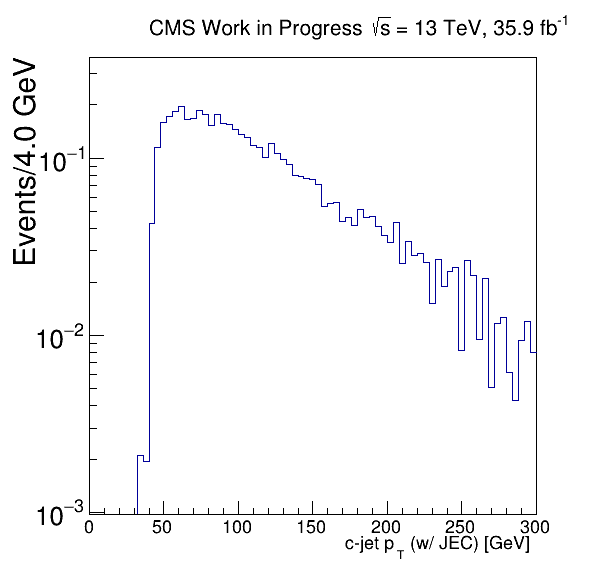 CMS Work in Progress √s = 13 TeV, 35.9 fb⁻¹
Events/4.0 GeV
10⁻¹
10⁻²
10⁻³
0 50 100 150 200 250 300
c-jet p_T (w/ JEC) [GeV]